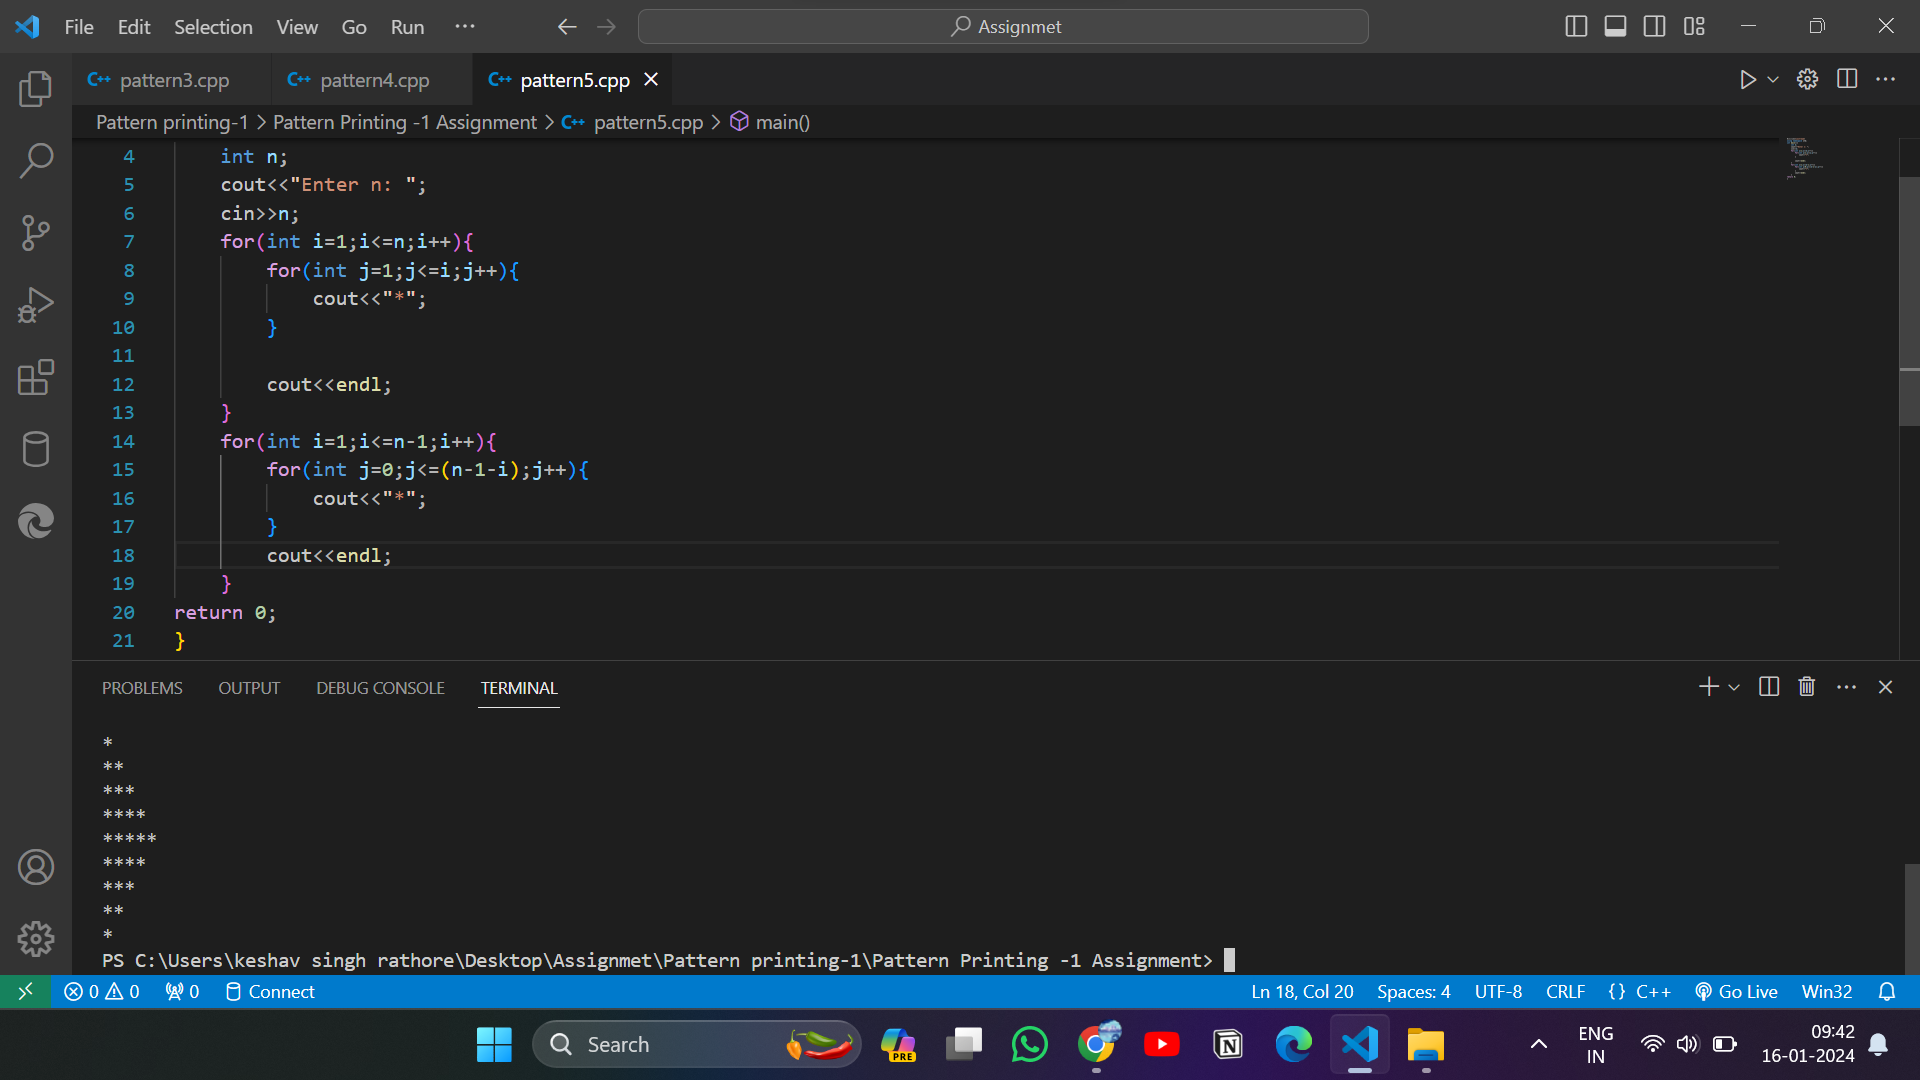 File Edit Selection View Go Run ··· Assignmet
pattern3.cpp pattern4.cpp pattern5.cpp
Pattern printing-1 > Pattern Printing -1 Assignment > pattern5.cpp > main()
4 int n;
5 cout<<"Enter n: ";
6 cin>>n;
7 for(int i=1;i<=n;i++){
8 for(int j=1;j<=i;j++){
9 cout<<"*";
10 }
11
12 cout<<endl;
13 }
14 for(int i=1;i<=n-1;i++){
15 for(int j=0;j<=(n-1-i);j++){
16 cout<<"*";
17 }
18 cout<<endl;
19 }
20 return 0;
21 }
PROBLEMS OUTPUT DEBUG CONSOLE TERMINAL
*
**
***
****
*****
****
***
**
*
PS C:\Users\keshav singh rathore\Desktop\Assignmet\Pattern printing-1\Pattern Printing -1 Assignment>
0 0 0 Connect Ln 18, Col 20 Spaces: 4 UTF-8 CRLF {} C++ Go Live Win32
Search PRE ENG 09:42
IN 16-01-2024